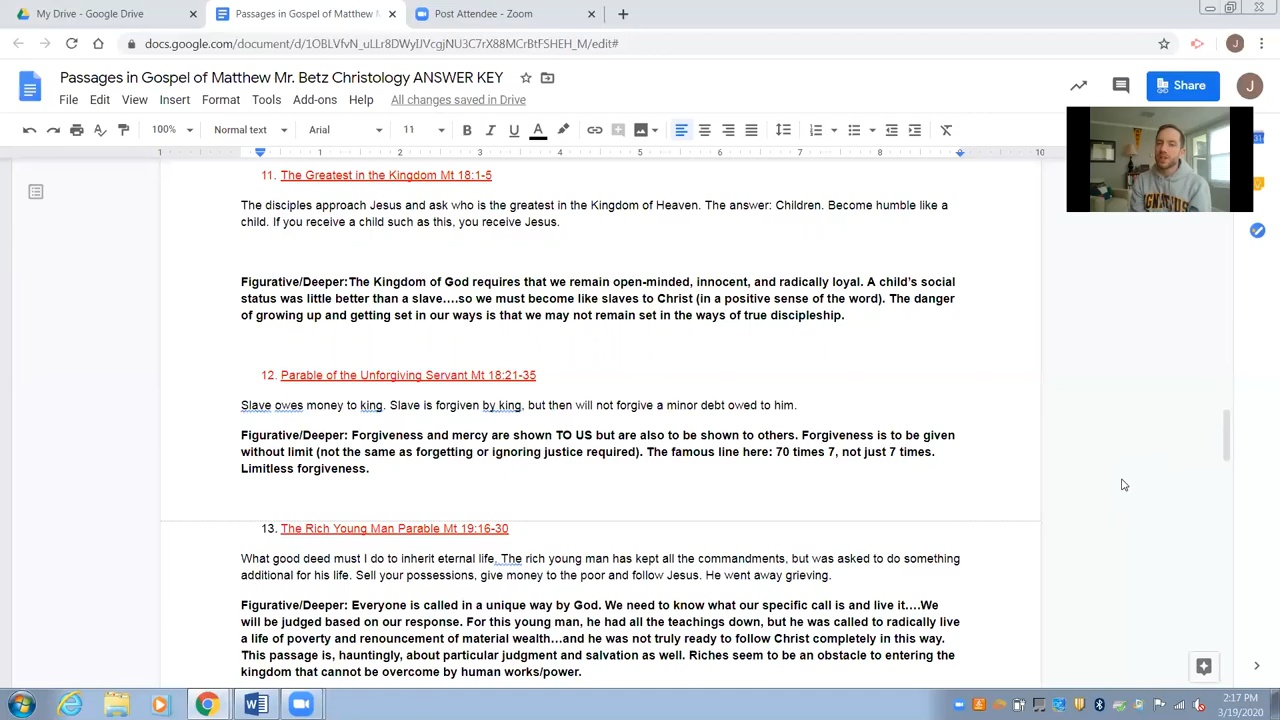 My Drive - Google Drive
Passages in Gospel of Matthew M
Post Attendee - Zoom
docs.google.com/document/d/1OBLVfvN_uLLr8DWyIJVcgjNU3C7rX88MCrBtFSHEH_M/edit#
J
Passages in Gospel of Matthew Mr. Betz Christology ANSWER KEY
Share
J
File Edit View Insert Format Tools Add-ons Help All changes saved in Drive
100% Normal text Arial 11 B I U A
1 1 2 3 4 5 6 7 8 9 10
11. The Greatest in the Kingdom Mt 18:1-5
The disciples approach Jesus and ask who is the greatest in the Kingdom of Heaven. The answer: Children. Become humble like a
child. If you receive a child such as this, you receive Jesus.
Figurative/Deeper:The Kingdom of God requires that we remain open-minded, innocent, and radically loyal. A child's social
status was little better than a slave….so we must become like slaves to Christ (in a positive sense of the word). The danger
of growing up and getting set in our ways is that we may not remain set in the ways of true discipleship.
12. Parable of the Unforgiving Servant Mt 18:21-35
Slave owes money to king. Slave is forgiven by king, but then will not forgive a minor debt owed to him.
Figurative/Deeper: Forgiveness and mercy are shown TO US but are also to be shown to others. Forgiveness is to be given
without limit (not the same as forgetting or ignoring justice required). The famous line here: 70 times 7, not just 7 times.
Limitless forgiveness.
13. The Rich Young Man Parable Mt 19:16-30
What good deed must I do to inherit eternal life. The rich young man has kept all the commandments, but was asked to do something
additional for his life. Sell your possessions, give money to the poor and follow Jesus. He went away grieving.
Figurative/Deeper: Everyone is called in a unique way by God. We need to know what our specific call is and live it….We
will be judged based on our response. For this young man, he had all the teachings down, but he was called to radically live
a life of poverty and renouncement of material wealth…and he was not truly ready to follow Christ completely in this way.
This passage is, hauntingly, about particular judgment and salvation as well. Riches seem to be an obstacle to entering the
kingdom that cannot be overcome by human works/power.
2:17 PM
3/19/2020